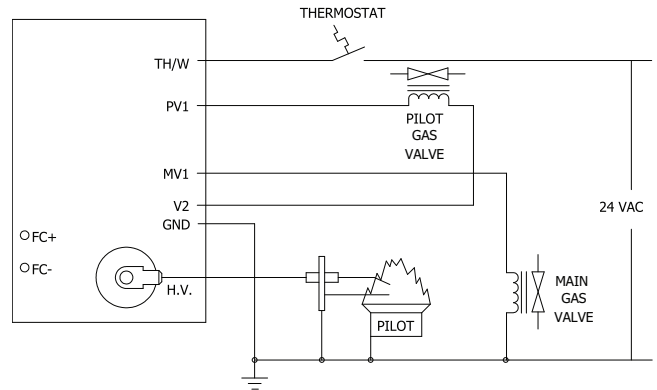 THERMOSTAT
TH/W
PV1
PILOT
GAS
VALVE
MV1
V2
24 VAC
GND
FC+
FC-
H.V.
MAIN
GAS
VALVE
PILOT